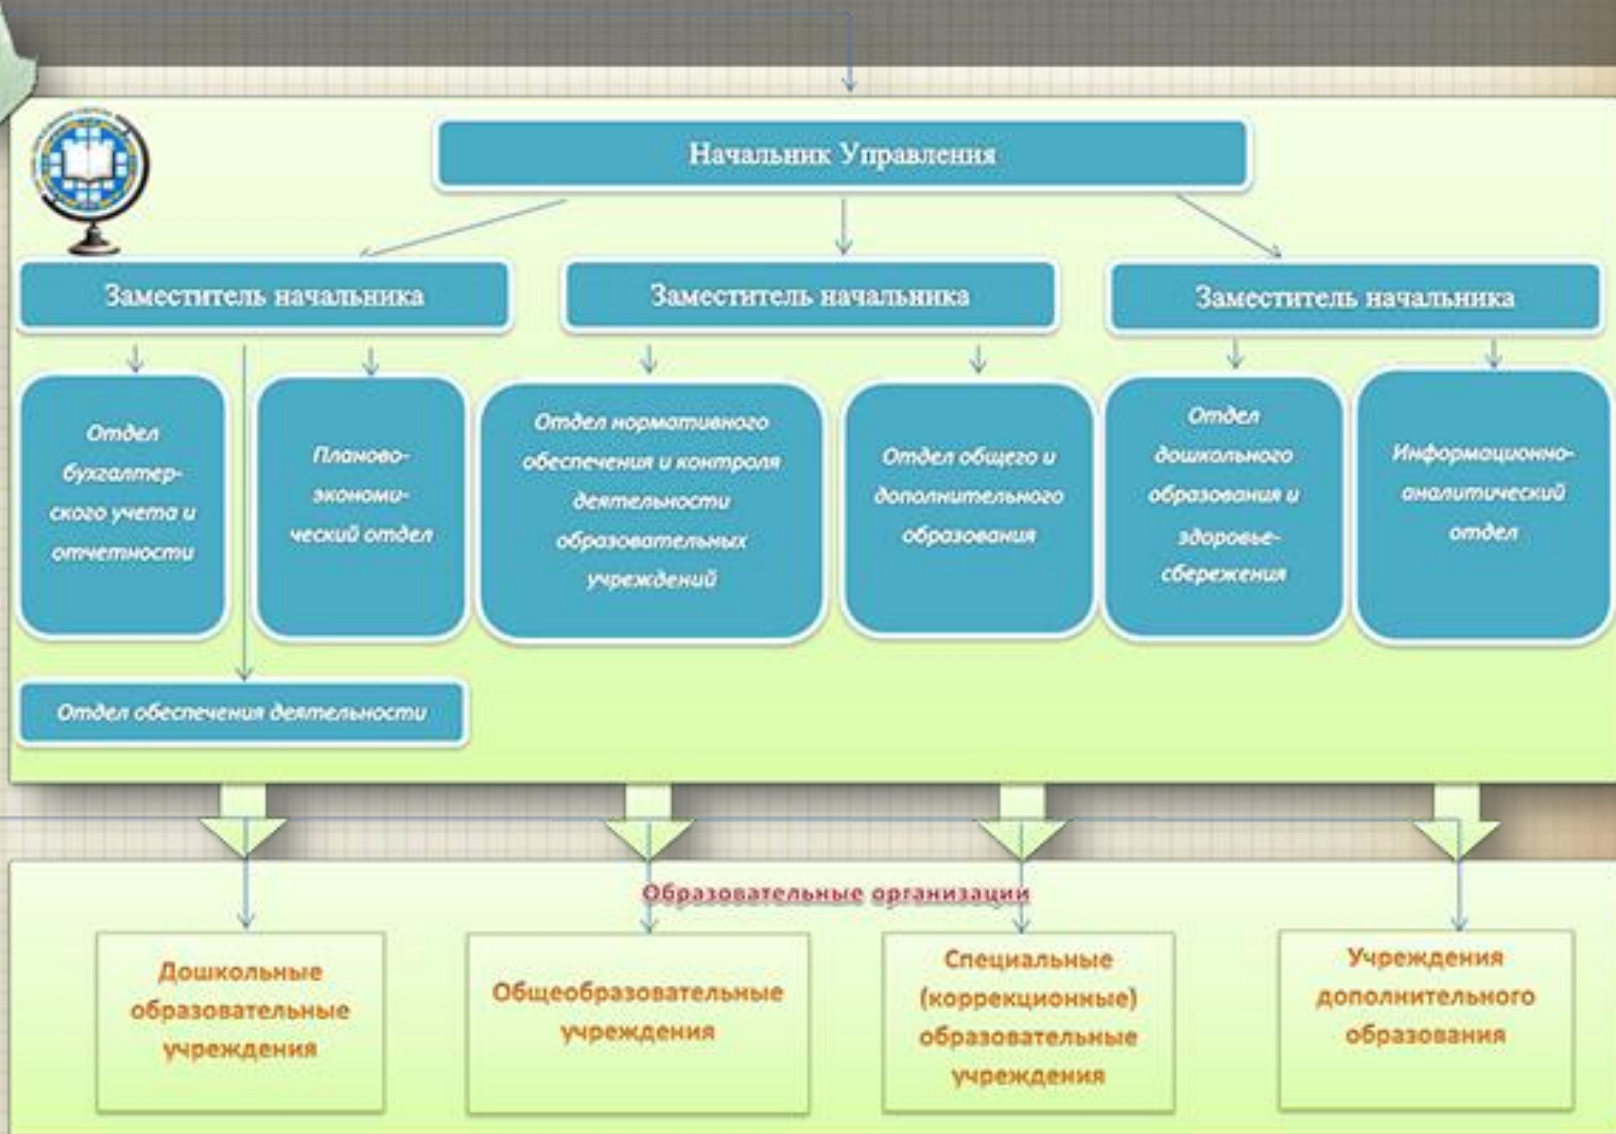 Начальник Управления
Заместитель начальника
Заместитель начальника
Заместитель начальника
Отдел
бухгалтер-
ского учета и
отчетности
Планово-
экономи-
ческий отдел
Отдел нормативного
обеспечения и контроля
деятельности
образовательных
учреждений
Отдел общего и
дополнительного
образования
Отдел
дошкольного
образования и
здоровье-
сбережения
Информационно-
аналитический
отдел
Отдел обеспечения деятельности
Образовательные организации
Дошкольные
образовательные
учреждения
Общеобразовательные
учреждения
Специальные
(коррекционные)
образовательные
учреждения
Учреждения
дополнительного
образования